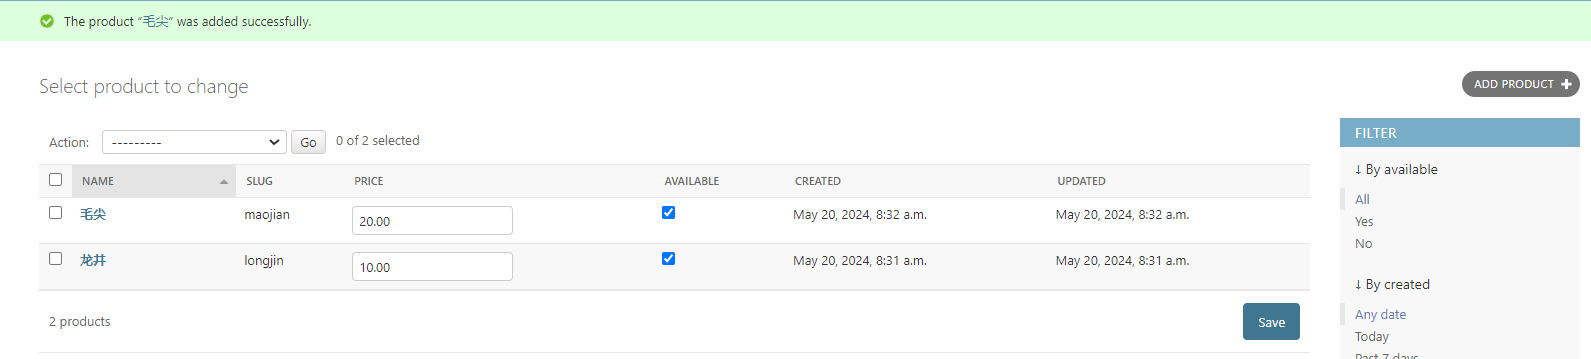 The product “毛尖” was added successfully.
Select product to change
ADD PRODUCT +
Action: --------- Go 0 of 2 selected
NAME SLUG PRICE AVAILABLE CREATED UPDATED
毛尖 maojian 20.00 May 20, 2024, 8:32 a.m. May 20, 2024, 8:32 a.m.
龙井 longjin 10.00 May 20, 2024, 8:31 a.m. May 20, 2024, 8:31 a.m.
2 products Save
FILTER
↓ By available
All
Yes
No
↓ By created
Any date
Today
Past 7 days